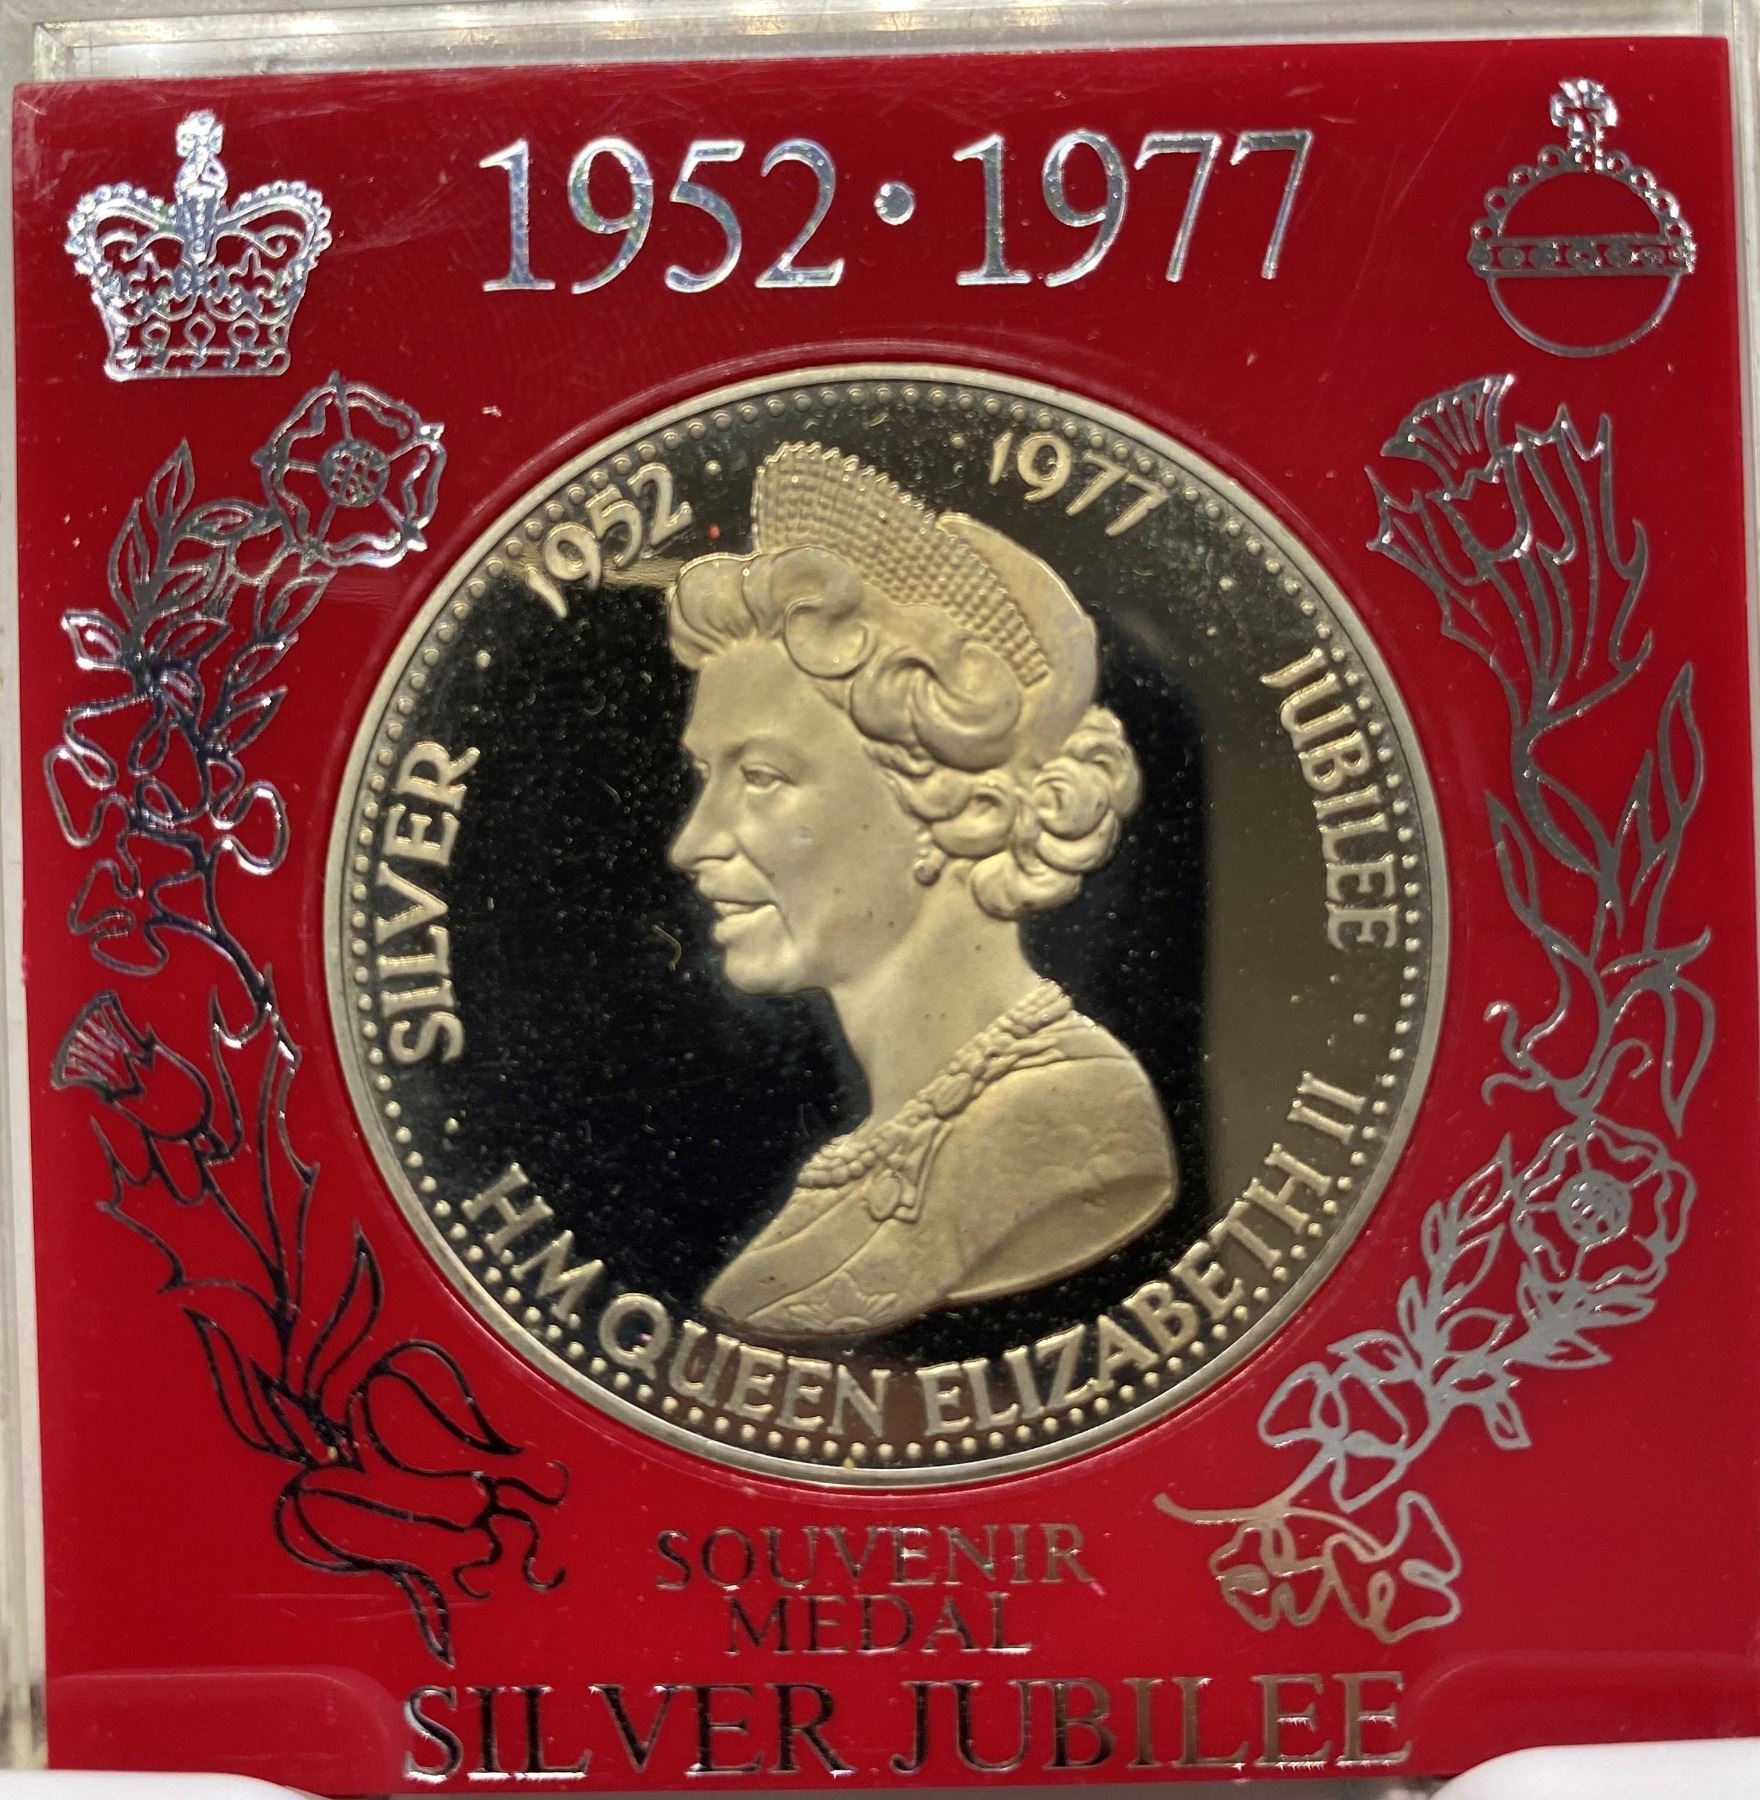 1952 · 1977
1952 · 1977
SILVER
JUBILEE
H.M. QUEEN ELIZABETH II
SOUVENIR
MEDAL
SILVER JUBILEE